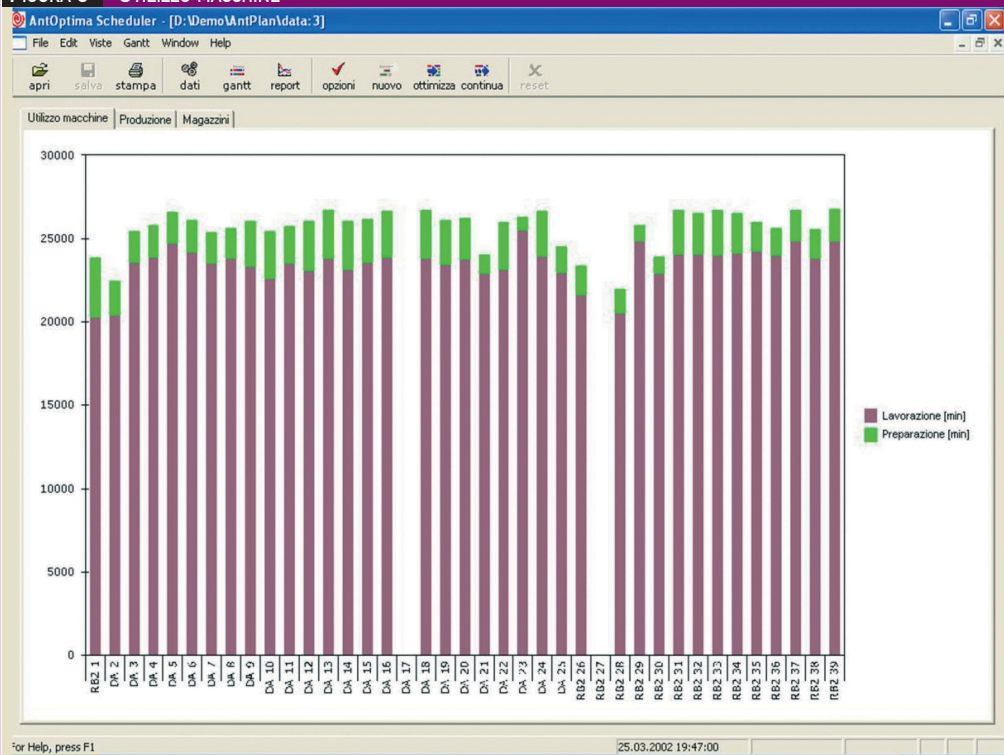 AntOptima Scheduler - [D:\Demo\AntPlan\data:3]
File Edit Viste Gantt Window Help
apri salva stampa dati gantt report opzioni nuovo ottimizza continua reset
Utilizzo macchine Produzione Magazzini
30000
25000
20000
15000
10000
5000
0
Lavorazione [min]
Preparazione [min]
RB2 1
DA 2
DA 3
DA 4
DA 5
DA 6
DA 7
DA 8
DA 9
DA 10
DA 11
DA 12
DA 13
DA 14
DA 15
DA 16
DA 17
DA 18
DA 19
DA 20
DA 21
DA 22
DA 23
DA 24
DA 25
RB2 26
RB2 27
RB2 28
RB2 29
RB2 30
RB2 31
RB2 32
RB2 33
RB2 34
RB2 35
RB2 36
RB2 37
RB2 38
RB2 39
For Help, press F1
25.03.2002 19:47:00